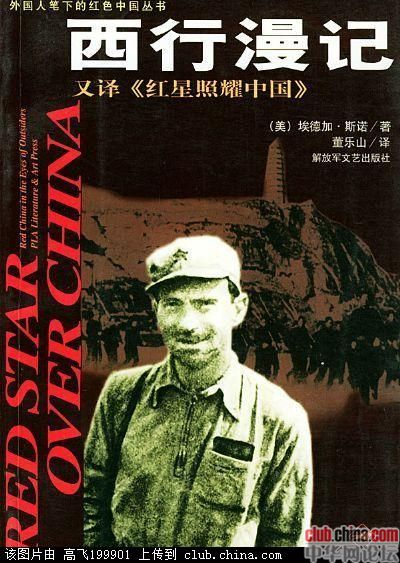 外国人笔下的红色中国丛书
西行漫记
又译《红星照耀中国》
(美)埃德加·斯诺/著
董乐山/译
解放军文艺出版社
Red China in the Eyes of Outsiders
PLA Literature & Art Press
RED STAR
OVER CHINA
club.china.com
中华网论坛
该图片由 高飞199901 上传到 club.china.com